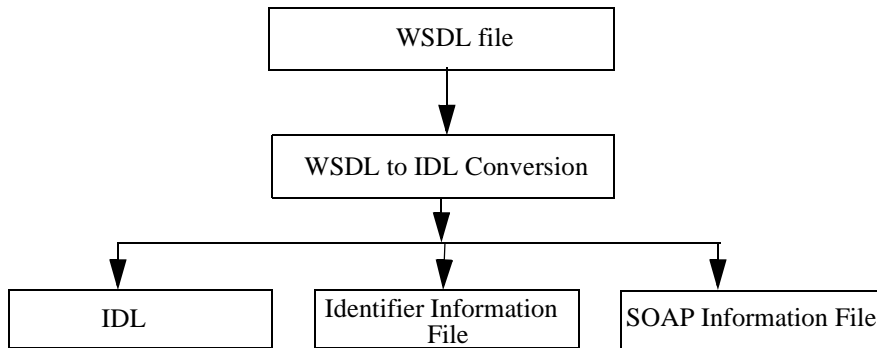 WSDL file
WSDL to IDL Conversion
IDL
Identifier Information
File
SOAP Information File